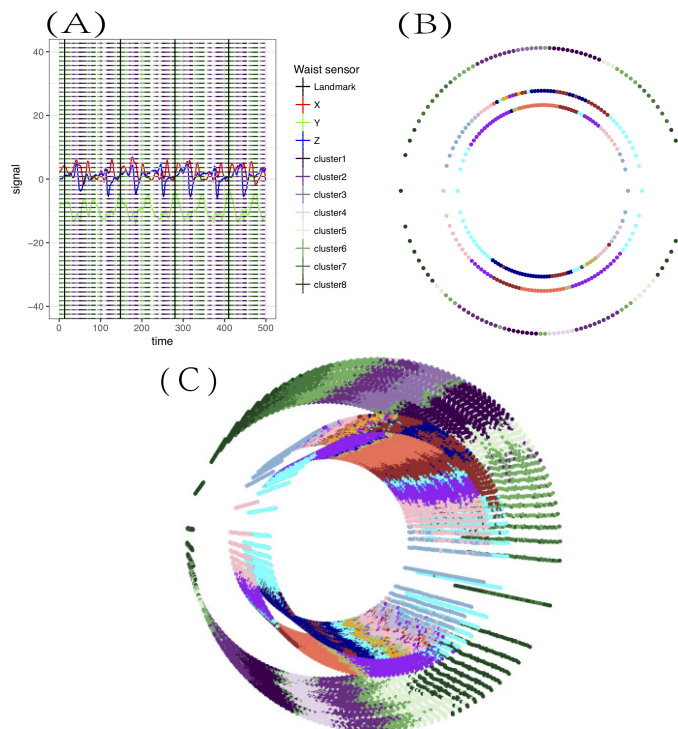 (A)
(B)
40
20
0
−20
−40
signal
0
100
200
300
400
500
time
Waist sensor
Landmark
X
Y
Z
cluster1
cluster2
cluster3
cluster4
cluster5
cluster6
cluster7
cluster8
(C)